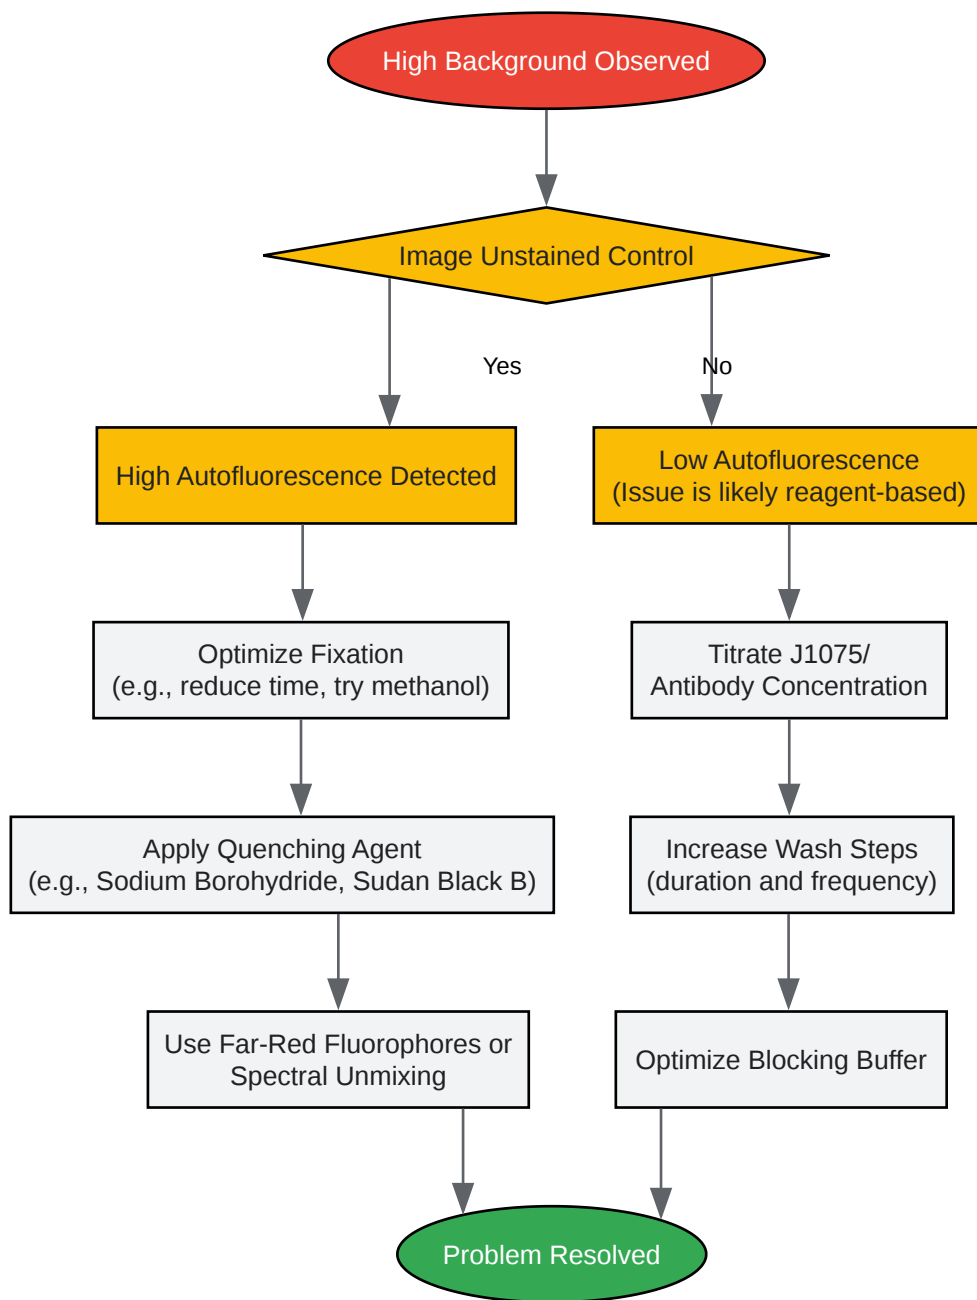 High Background Observed
Image Unstained Control
Yes
No
High Autofluorescence Detected
Low Autofluorescence
(Issue is likely reagent-based)
Optimize Fixation
(e.g., reduce time, try methanol)
Titrate J1075/
Antibody Concentration
Apply Quenching Agent
(e.g., Sodium Borohydride, Sudan Black B)
Increase Wash Steps
(duration and frequency)
Use Far-Red Fluorophores or
Spectral Unmixing
Optimize Blocking Buffer
Problem Resolved